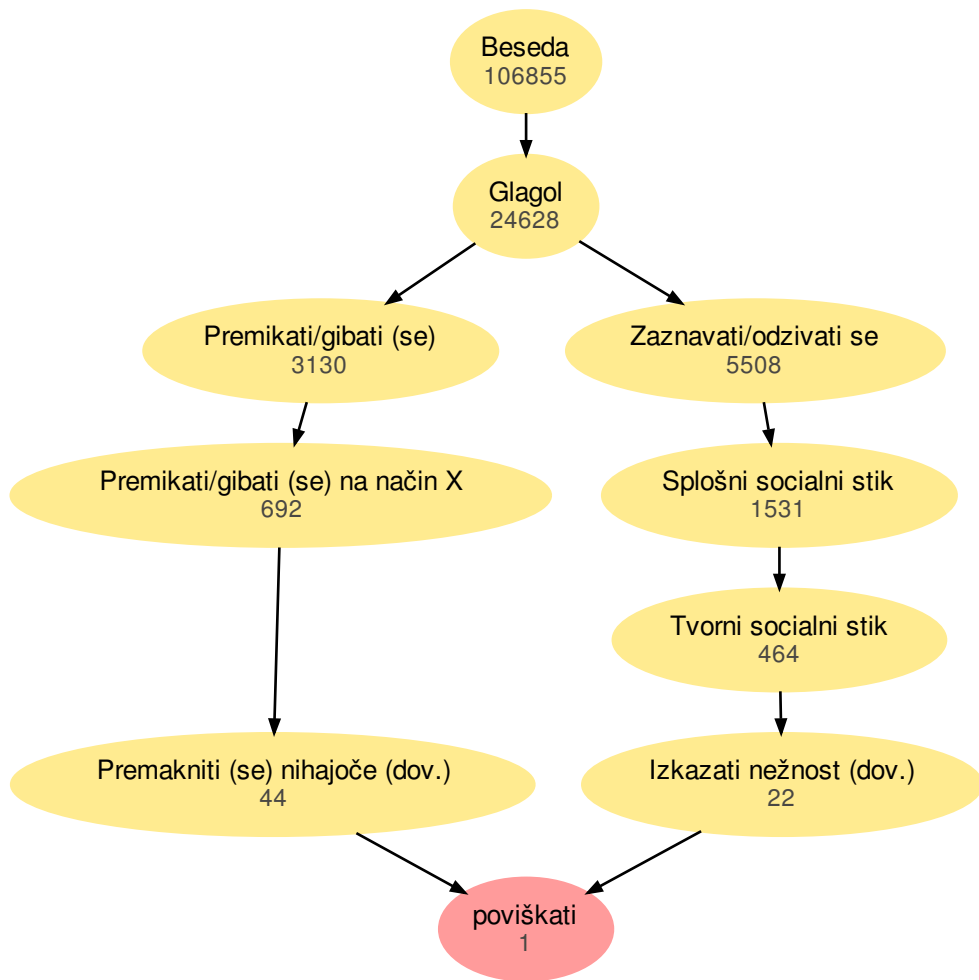 Beseda
106855
Glagol
24628
Premikati/gibati (se)
3130
Zaznavati/odzivati se
5508
Premikati/gibati (se) na način X
692
Splošni socialni stik
1531
Tvorni socialni stik
464
Premakniti (se) nihajoče (dov.)
44
Izkazati nežnost (dov.)
22
poviškati
1